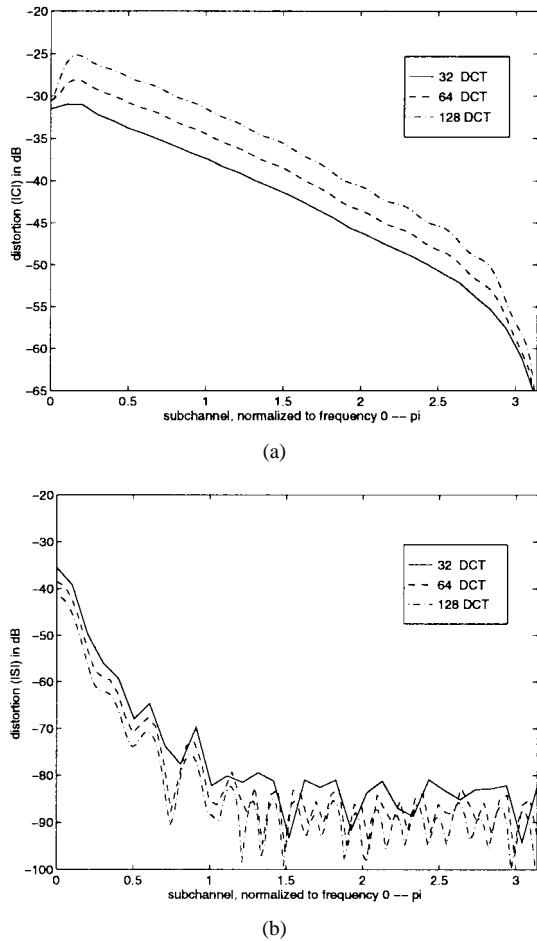 -20
-25
-30
-35
-40
-45
-50
-55
-60
-65
distortion (ICI) in dB
32 DCT
64 DCT
128 DCT
0
0.5
1
1.5
2
2.5
3
subchannel, normalized to frequency 0 -- pi
(a)
-20
-30
-40
-50
-60
-70
-80
-90
-100
distortion (ISI) in dB
32 DCT
64 DCT
128 DCT
0
0.5
1
1.5
2
2.5
3
subchannel, normalized to frequency 0 -- pi
(b)